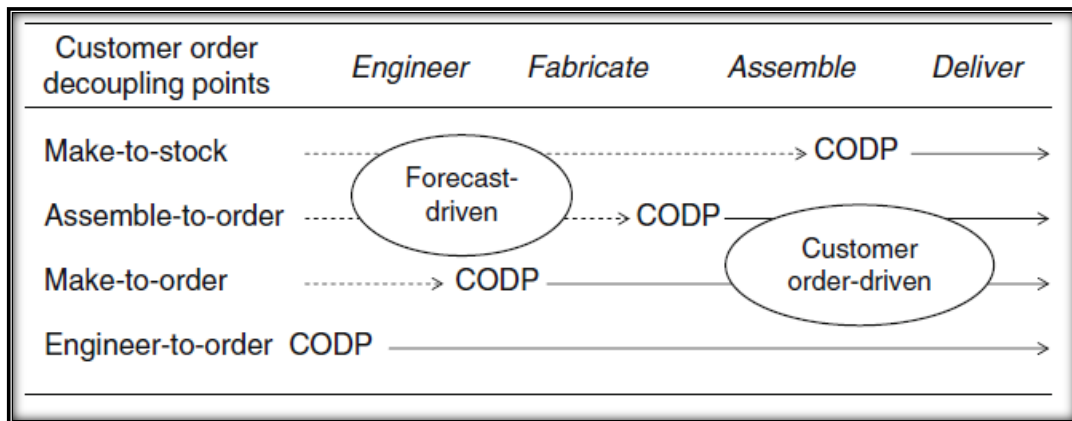 Customer order
decoupling points
Engineer Fabricate Assemble Deliver
Make-to-stock CODP
Forecast-
driven
Assemble-to-order CODP
Customer
order-driven
Make-to-order CODP
Engineer-to-order CODP